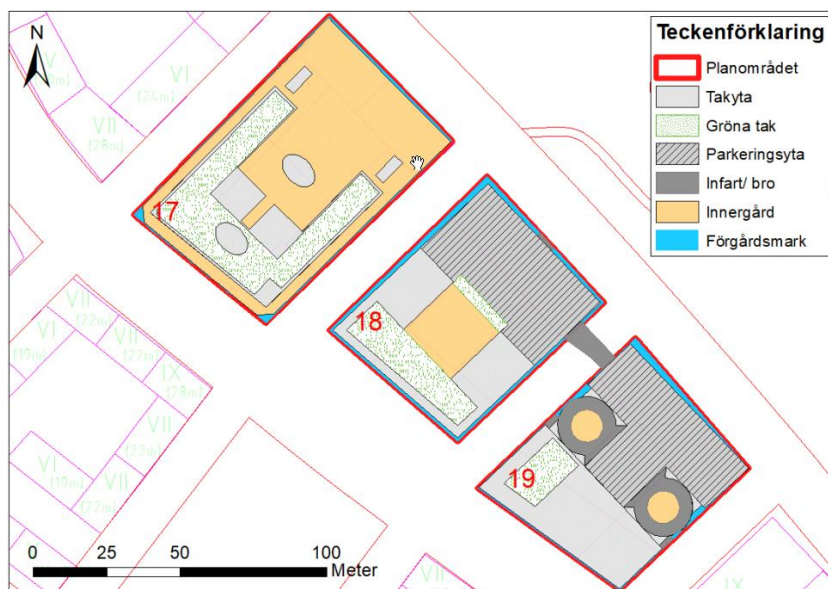 N
Teckenförklaring
Planområdet
Takyta
Gröna tak
Parkeringsyta
Infart/ bro
Innergård
Förgårdsmark
V
VI
VII
(28m)
17
18
19
VII
(22m)
VII
(22m)
VI
(19m)
IX
(28m)
VII
(22m)
VI
(19m)
VII
(22m)
VII
IX
0 25 50 100
Meter